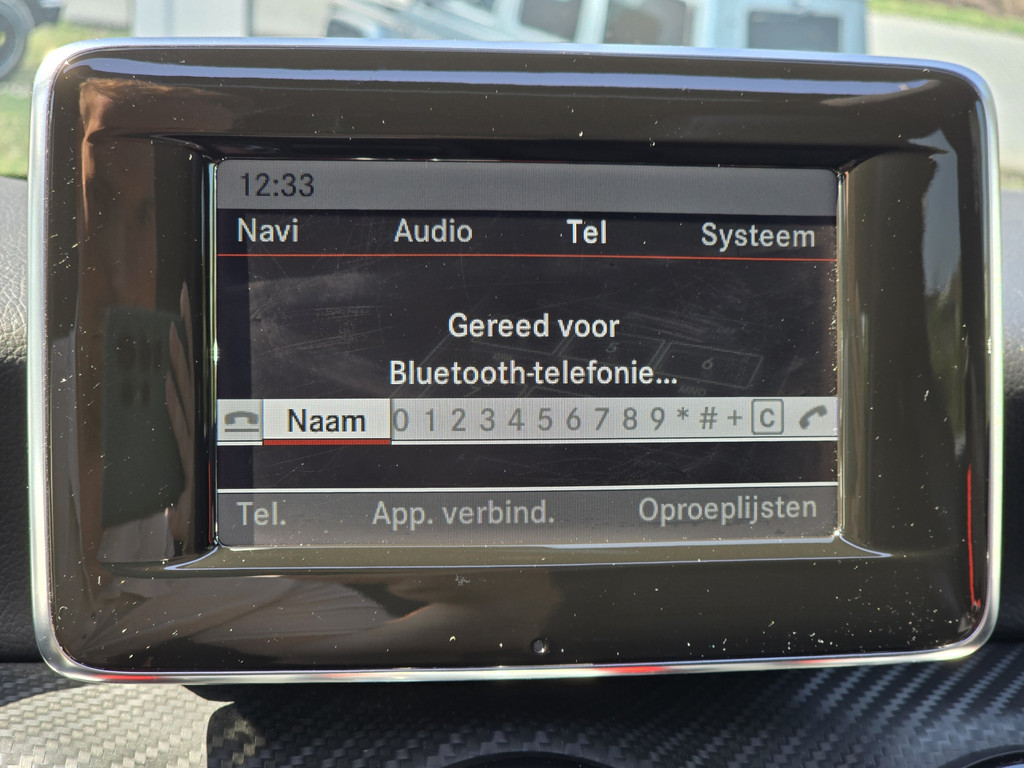 12:33
Navi Audio Tel Systeem
Gereed voor
Bluetooth-telefonie...
Naam 0 1 2 3 4 5 6 7 8 9 * # + C
Tel. App. verbind. Oproeplijsten